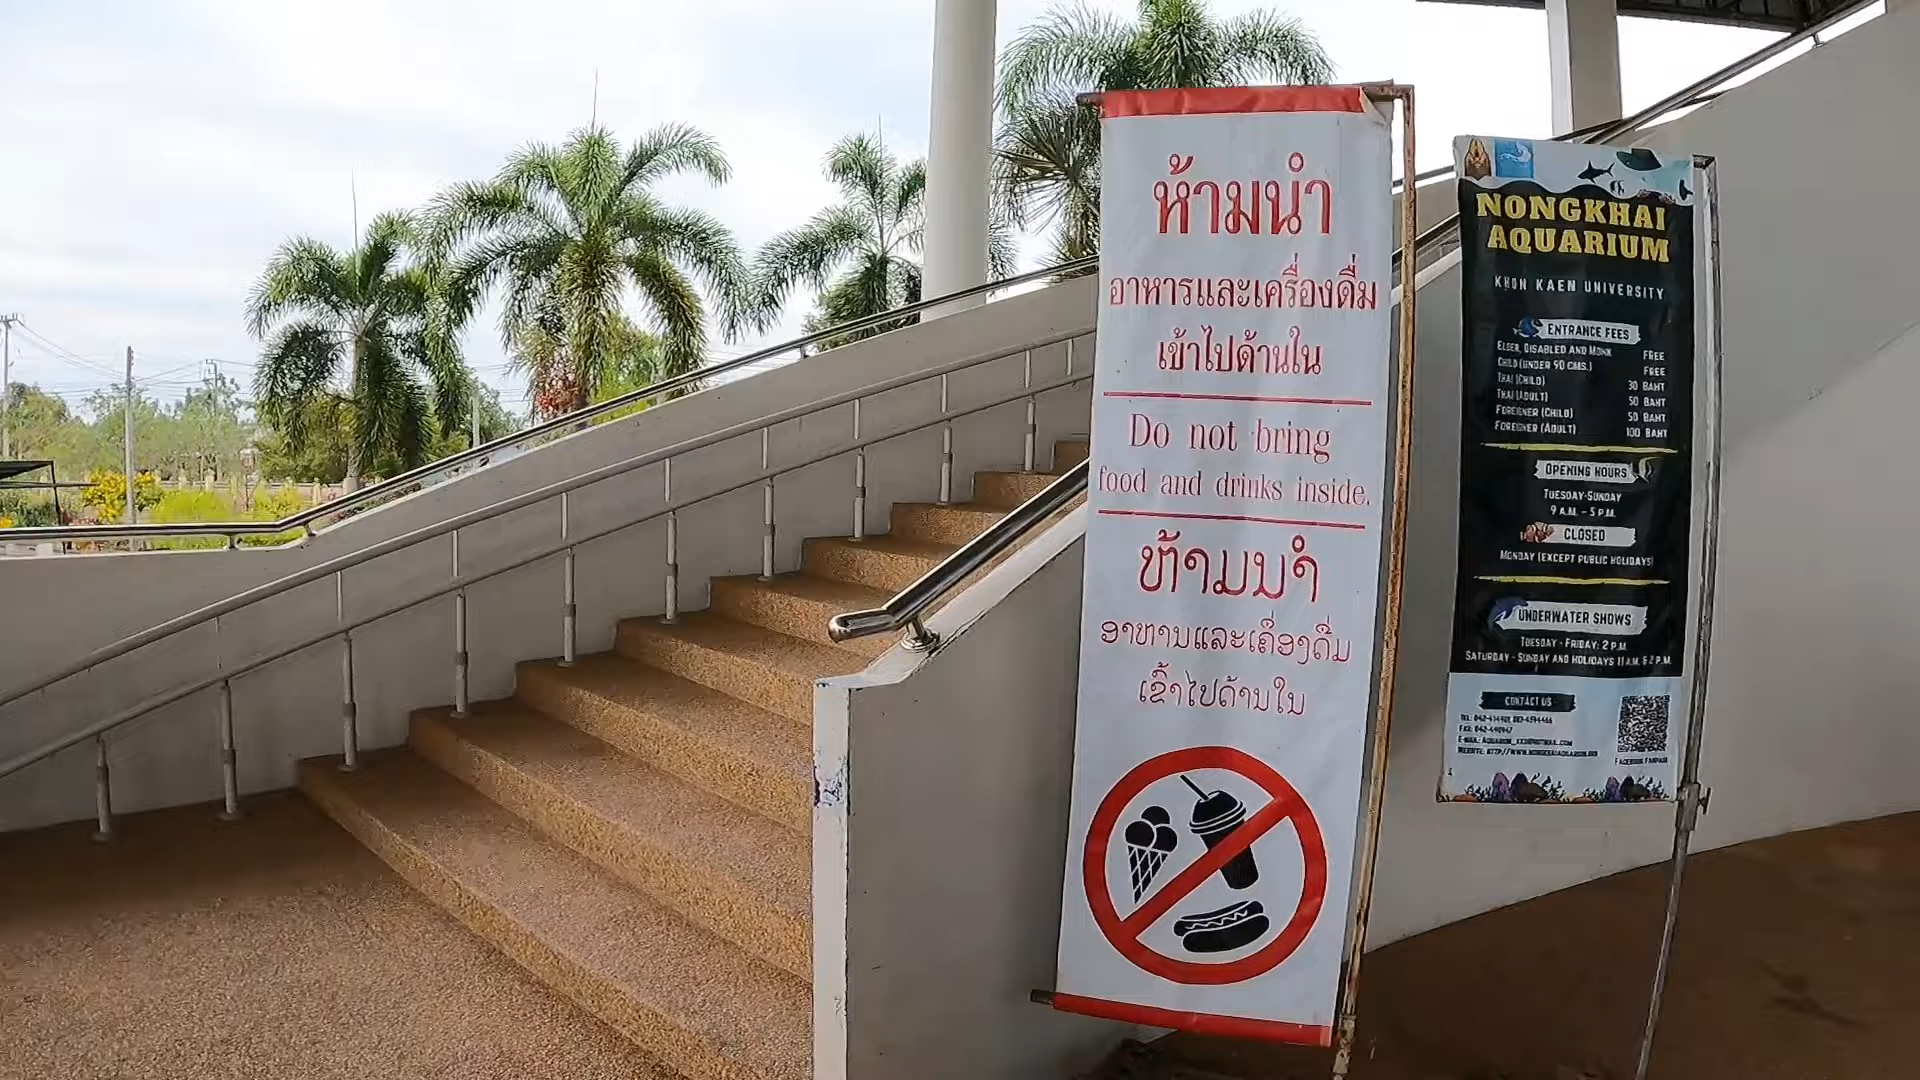 ห้ามนำ
อาหารและเครื่องดื่ม
เข้าไปด้านใน
Do not bring
food and drinks inside.
ຫ້າມນຳ
ອາຫານແລະເຄື່ອງດື່ມ
ເຂົ້າໄປດ້ານໃນ
NONGKHAI
AQUARIUM
KHON KAEN UNIVERSITY
ENTRANCE FEES
ELDER, DISABLED AND MONK FREE
CHILD (UNDER 90 CMS.) FREE
THAI (CHILD) 30 BAHT
THAI (ADULT) 50 BAHT
FOREIGNER (CHILD) 50 BAHT
FOREIGNER (ADULT) 100 BAHT
OPENING HOURS
TUESDAY-SUNDAY
9 A.M. - 5 P.M.
CLOSED
MONDAY (EXCEPT PUBLIC HOLIDAYS)
UNDERWATER SHOWS
TUESDAY - FRIDAY: 2 P.M.
SATURDAY - SUNDAY AND HOLIDAYS 11 A.M. & 2 P.M.
CONTACT US
TEL:
FAX:
E-MAIL:
WEBSITE:
FACEBOOK FANPAGE